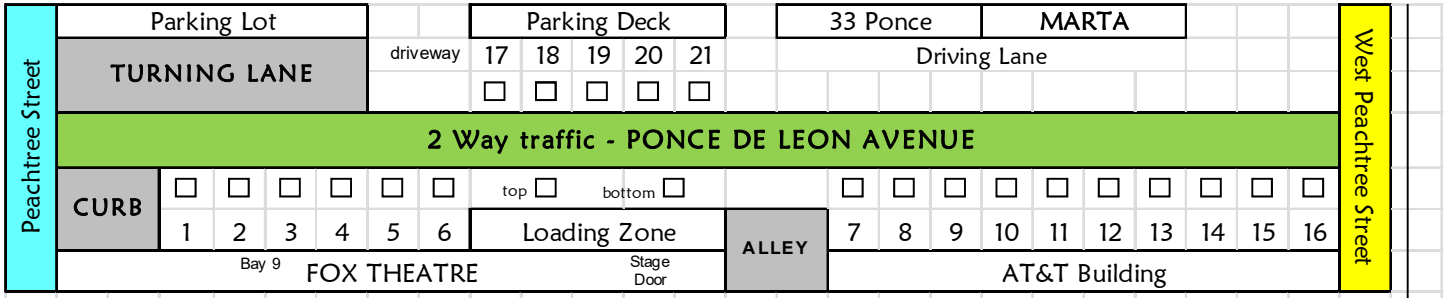 Peachtree Street
Parking Lot Parking Deck 33 Ponce MARTA
TURNING LANE driveway 17 18 19 20 21 Driving Lane
2 Way traffic - PONCE DE LEON AVENUE
CURB top bottom
1 2 3 4 5 6 Loading Zone ALLEY 7 8 9 10 11 12 13 14 15 16
Bay 9 FOX THEATRE Stage Door AT&T Building
West Peachtree Street